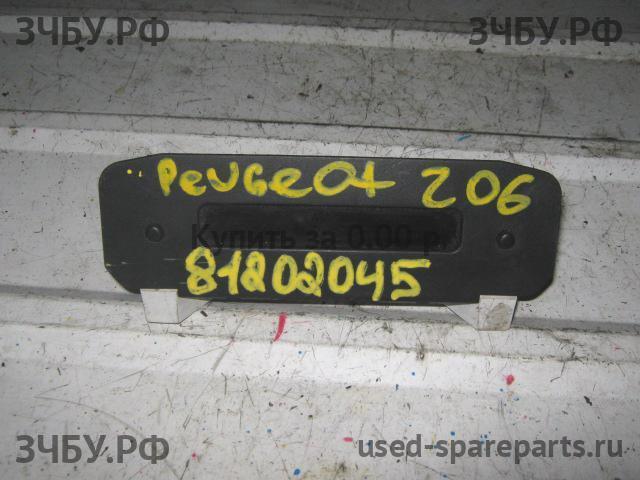 ЗЧБУ.РФ ЗЧБУ.РФ
Peugeot 206
Купить за 0.00 р.
81202045
ЗЧБУ.РФ used-spareparts.ru